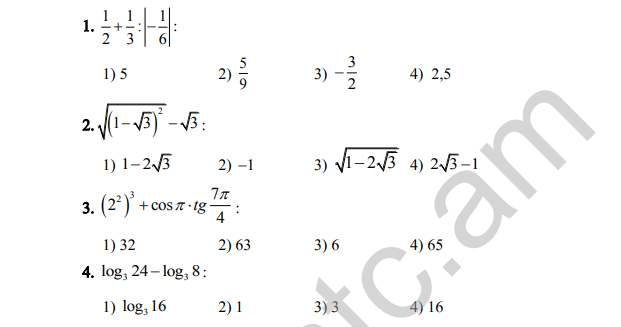 1. 1/2 + 1/3 : |−1/6| :
1) 5 2) 5/9 3) −3/2 4) 2,5
2. √((1−√3)²) − √3 :
1) 1−2√3 2) −1 3) √(1−2√3) 4) 2√3−1
3. (2²)³ + cos π · tg 7π/4 :
1) 32 2) 63 3) 6 4) 65
4. log₃ 24 − log₃ 8 :
1) log₃ 16 2) 1 3) 3 4) 16
tc.am